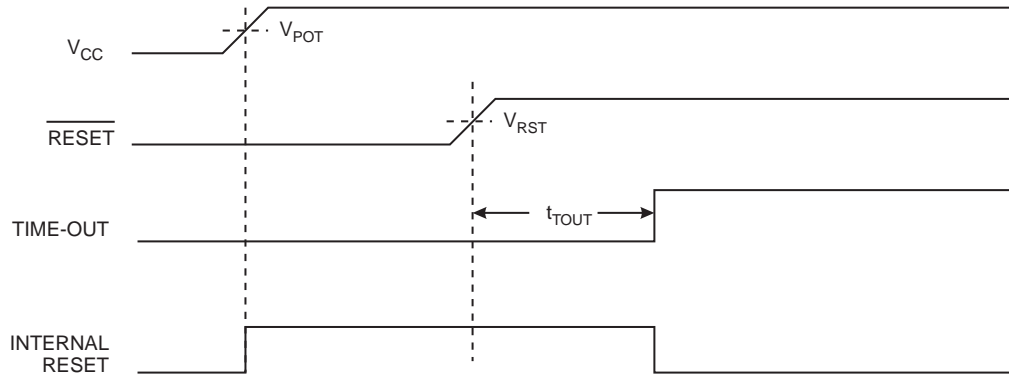 V_CC
V_POT
RESET
V_RST
TIME-OUT
t_TOUT
INTERNAL
RESET